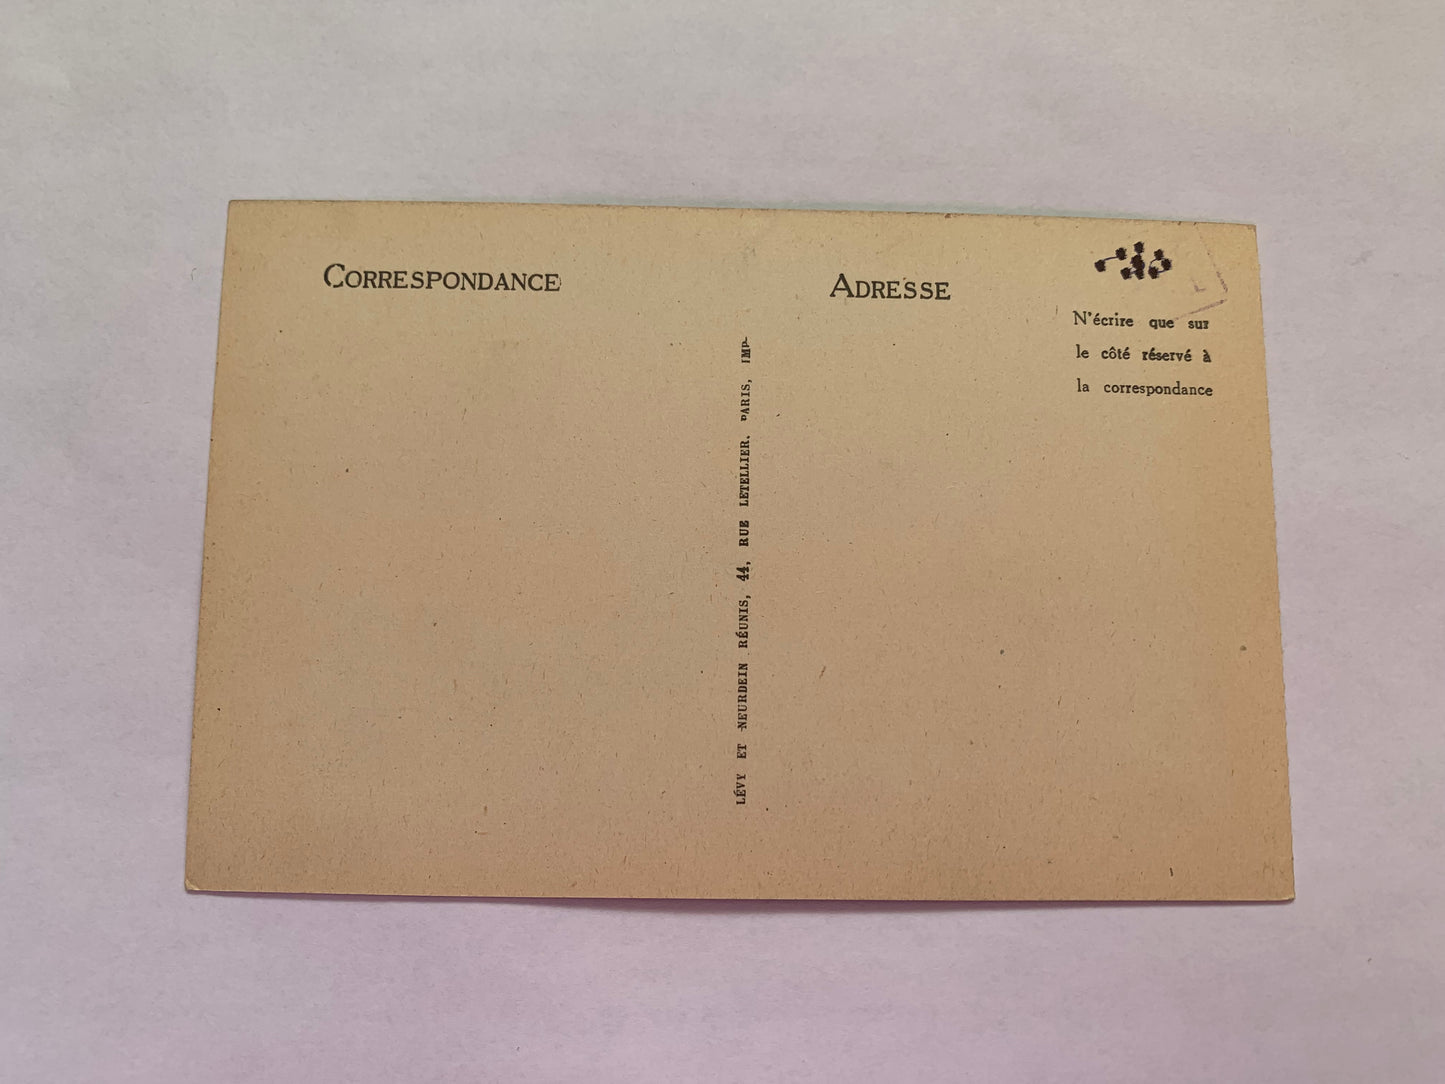 CORRESPONDANCE
ADRESSE
N'écrire que sur
le côté réservé à
la correspondance
LÉVY ET NEURDEIN RÉUNIS, 44, RUE LETELLIER, PARIS, IMP.